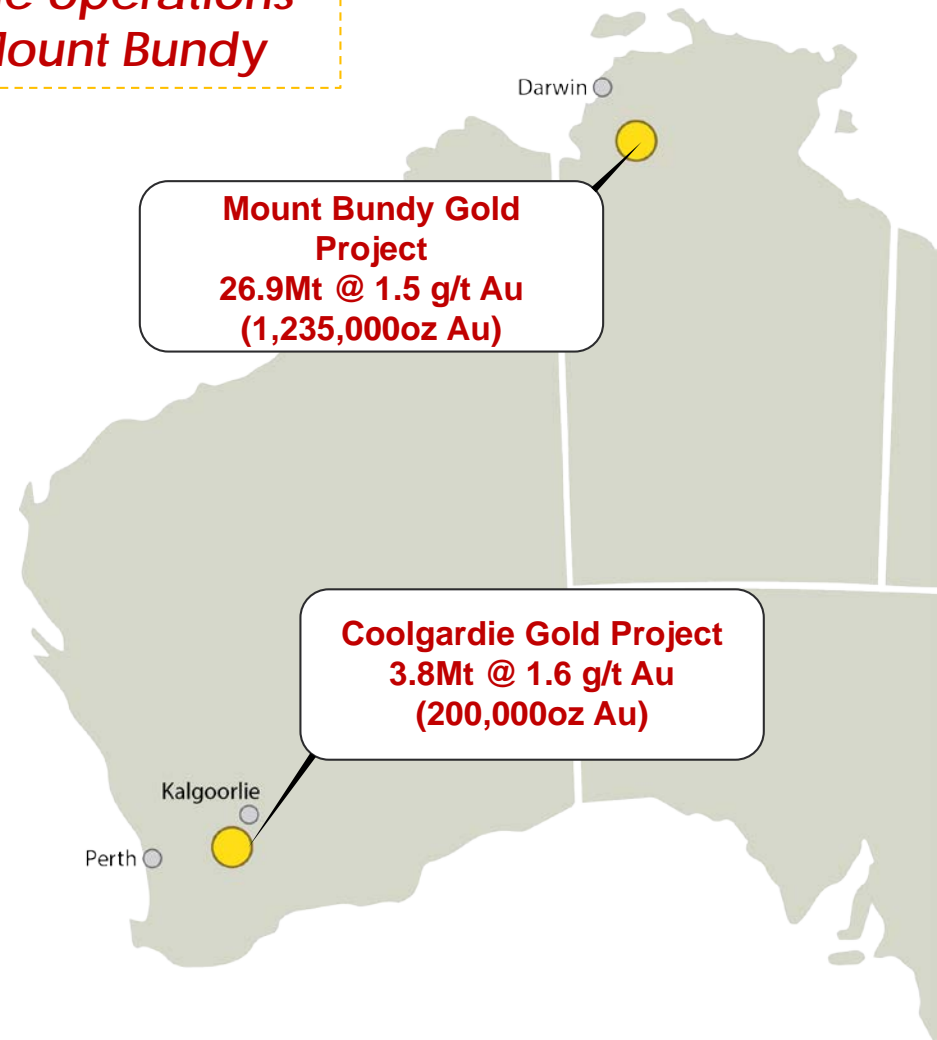 operations
Bundy
Darwin
Mount Bundy Gold
Project
26.9Mt @ 1.5 g/t Au
(1,235,000oz Au)
Coolgardie Gold Project
3.8Mt @ 1.6 g/t Au
(200,000oz Au)
Kalgoorlie
Perth